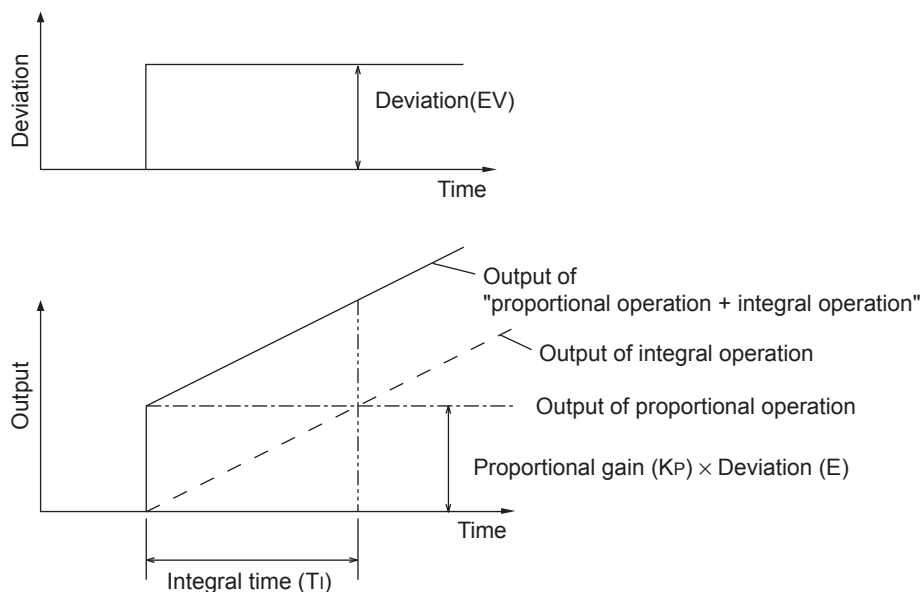 Deviation
Deviation(EV)
Time
Output of
"proportional operation + integral operation"
Output of integral operation
Output
Output of proportional operation
Proportional gain (KP) × Deviation (E)
Time
Integral time (TI)